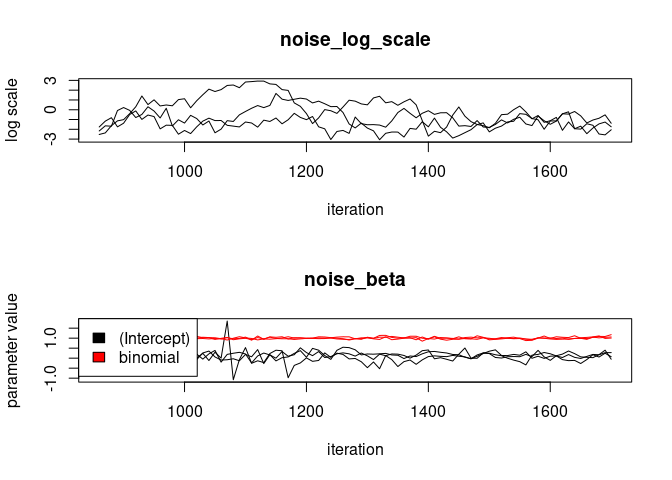 noise_log_scale
log scale
3
0
-3
1000 1200 1400 1600
iteration
noise_beta
parameter value
1.0
-1.0
(Intercept)
binomial
1000 1200 1400 1600
iteration